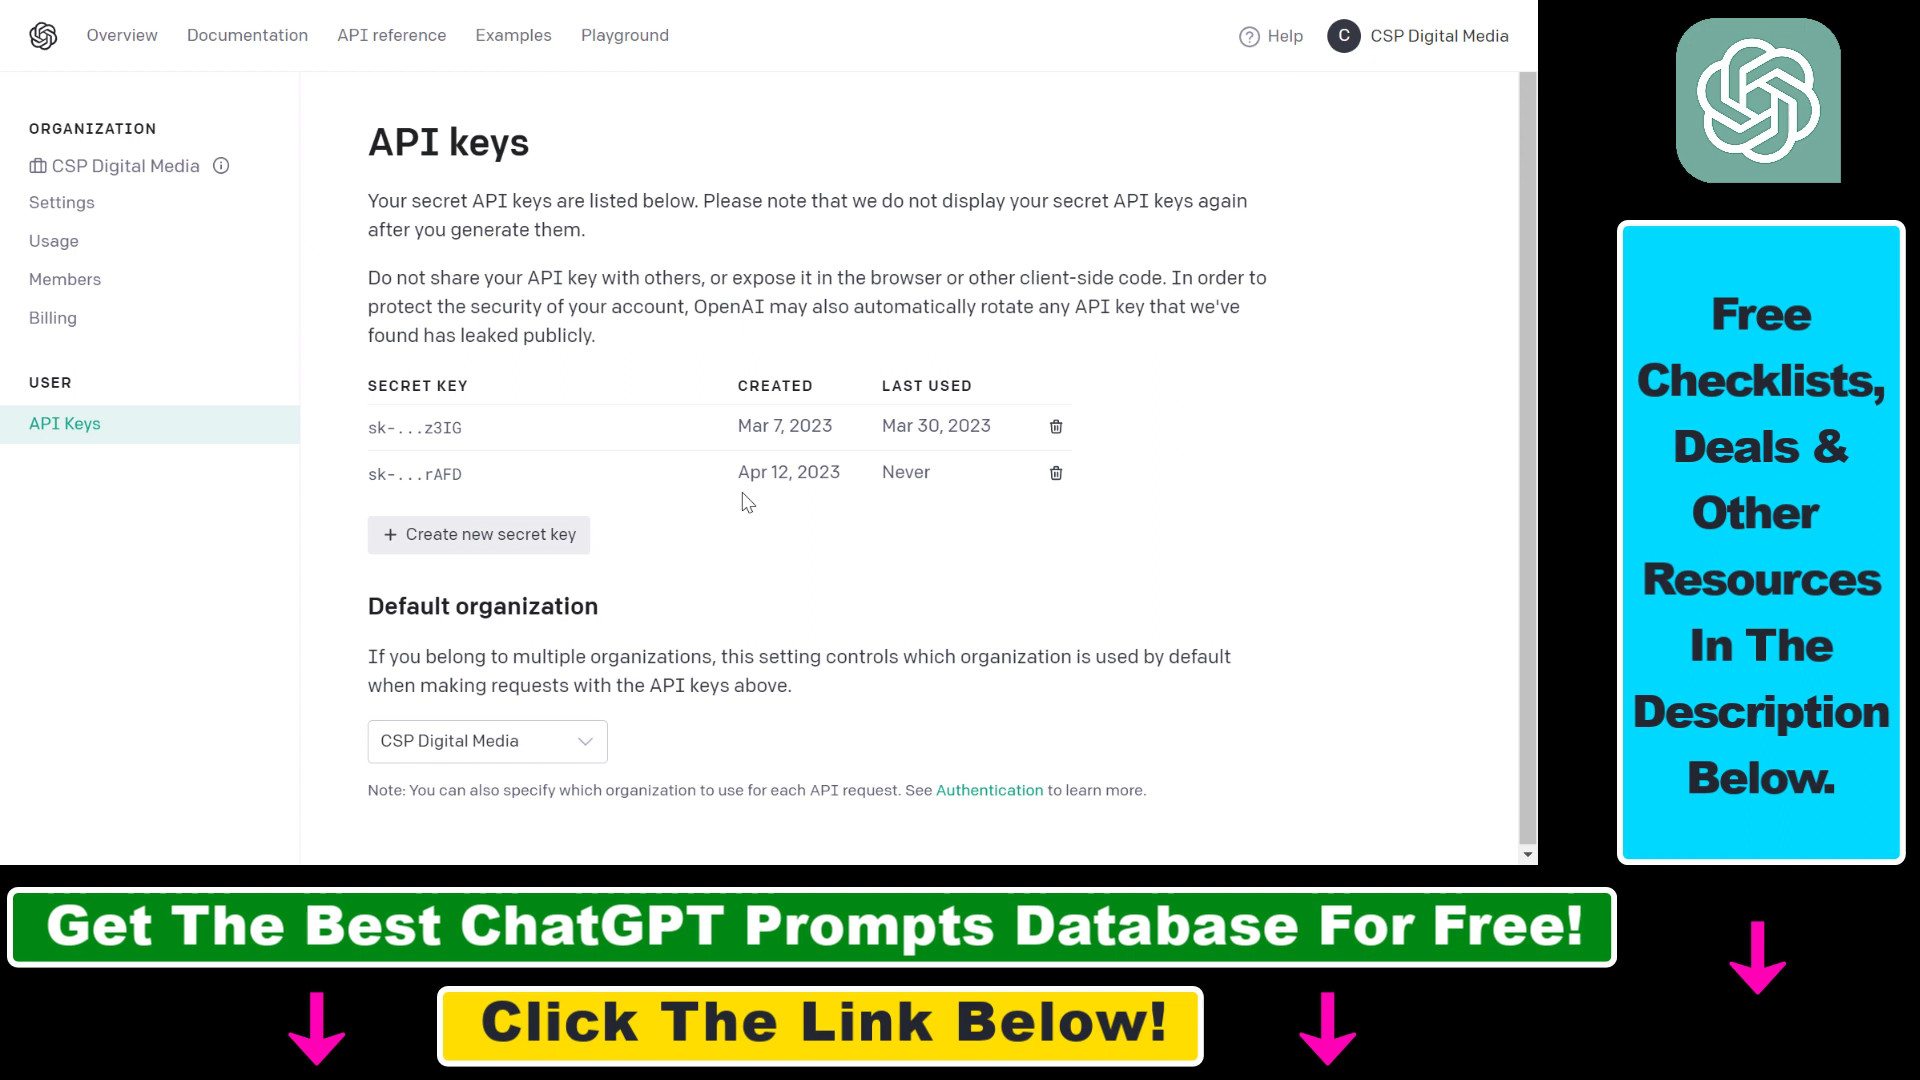 Overview Documentation API reference Examples Playground
Help C CSP Digital Media
ORGANIZATION
CSP Digital Media
Settings
Usage
Members
Billing
USER
API Keys
API keys
Your secret API keys are listed below. Please note that we do not display your secret API keys again
after you generate them.
Do not share your API key with others, or expose it in the browser or other client-side code. In order to
protect the security of your account, OpenAI may also automatically rotate any API key that we've
found has leaked publicly.
SECRET KEY CREATED LAST USED
sk-...z3IG Mar 7, 2023 Mar 30, 2023
sk-...rAFD Apr 12, 2023 Never
+ Create new secret key
Default organization
If you belong to multiple organizations, this setting controls which organization is used by default
when making requests with the API keys above.
CSP Digital Media
Note: You can also specify which organization to use for each API request. See Authentication to learn more.
Free
Checklists,
Deals &
Other
Resources
In The
Description
Below.
Get The Best ChatGPT Prompts Database For Free!
Click The Link Below!